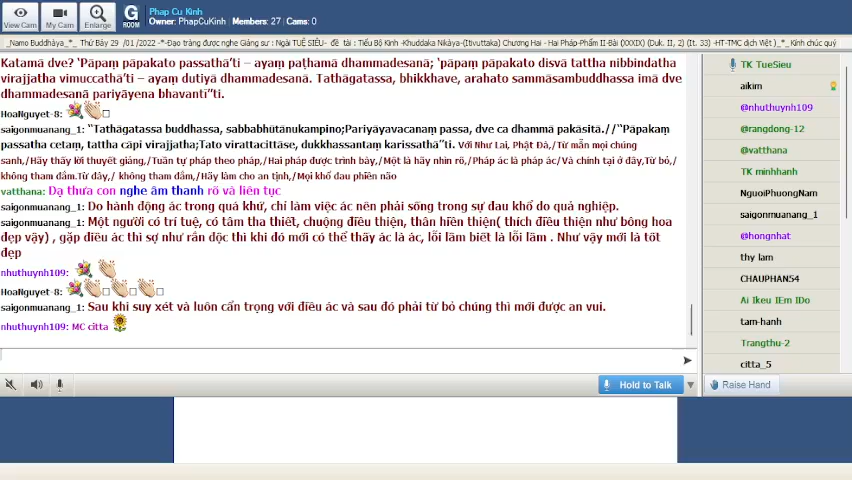 Phap Cu Kinh
Owner: PhapCuKinh Members: 27 | Cams: 0
View Cam
My Cam
Enlarge
G
ROOM
_Namo Buddhāya_*_ Thứ Bảy 29 /01 /2022 -*-Đạo tràng được nghe Giảng sư : Ngài TUỆ SIÊU- đề tài : Tiểu Bộ Kinh -Khuddaka Nikàya-(Itivuttaka) Chương Hai - Hai Pháp-Phẩm II-Bài (XXIX) (Duk. II, 2) (It. 33) -HT-TMC dịch Việt )_*_ Kính chúc quý
Katamā dve? ‘Pāpaṃ pāpakato passathā’ti – ayaṃ paṭhamā dhammadesanā; ‘pāpaṃ pāpakato disvā tattha nibbindatha
virajjatha vimuccathā’ti – ayaṃ dutiyā dhammadesanā. Tathāgatassa, bhikkhave, arahato sammāsambuddhassa imā dve
dhammadesanā pariyāyena bhavantī”ti.
HoaNguyet-8:
saigonmuanang_1: “Tathāgatassa buddhassa, sabbabhūtānukampino;Pariyāyavacanaṃ passa, dve ca dhammā pakāsitā.//“Pāpakaṃ
passatha cetaṃ, tattha cāpi virajjatha;Tato virattacittāse, dukkhassantaṃ karissathā”ti. Với Như Lai, Phật Đà,/Từ mẫn mọi chúng
sanh,/Hãy thấy lời thuyết giảng,/Tuần tự pháp theo pháp,/Hai pháp được trình bày,/Một là hãy nhìn rõ,/Pháp ác là pháp ác/Và chính tại ở đây,Từ bỏ,/
không tham đắm.Từ đây,/ không tham đắm,/Hãy làm cho an tịnh,/Mọi khổ đau phiền não
vatthana: Dạ thưa con nghe âm thanh rõ và liên tục
saigonmuanang_1: Do hành động ác trong quá khứ, chỉ làm việc ác nên phải sống trong sự đau khổ do quả nghiệp.
saigonmuanang_1: Một người có trí tuệ, có tâm tha thiết, chuộng điều thiện, thân hiền thiện( thích điều thiện như bông hoa
đẹp vậy) , gặp điều ác thì sợ như rắn độc thì khi đó mới có thể thấy ác là ác, lỗi lầm biết là lỗi lầm . Như vậy mới là tốt
đẹp
nhuthuynh109:
HoaNguyet-8:
saigonmuanang_1: Sau khi suy xét và luôn cẩn trọng với điều ác và sau đó phải từ bỏ chúng thì mới được an vui.
nhuthuynh109: MC citta
Hold to Talk
TK TueSieu
aikim
@nhuthuynh109
@rangdong-12
@vatthana
TK minhhanh
NguoiPhuongNam
saigonmuanang_1
@hongnhat
thy lam
CHAUPHAN54
Ai Ikeu IEm IDo
tam-hanh
Trangthu-2
citta_5
Raise Hand